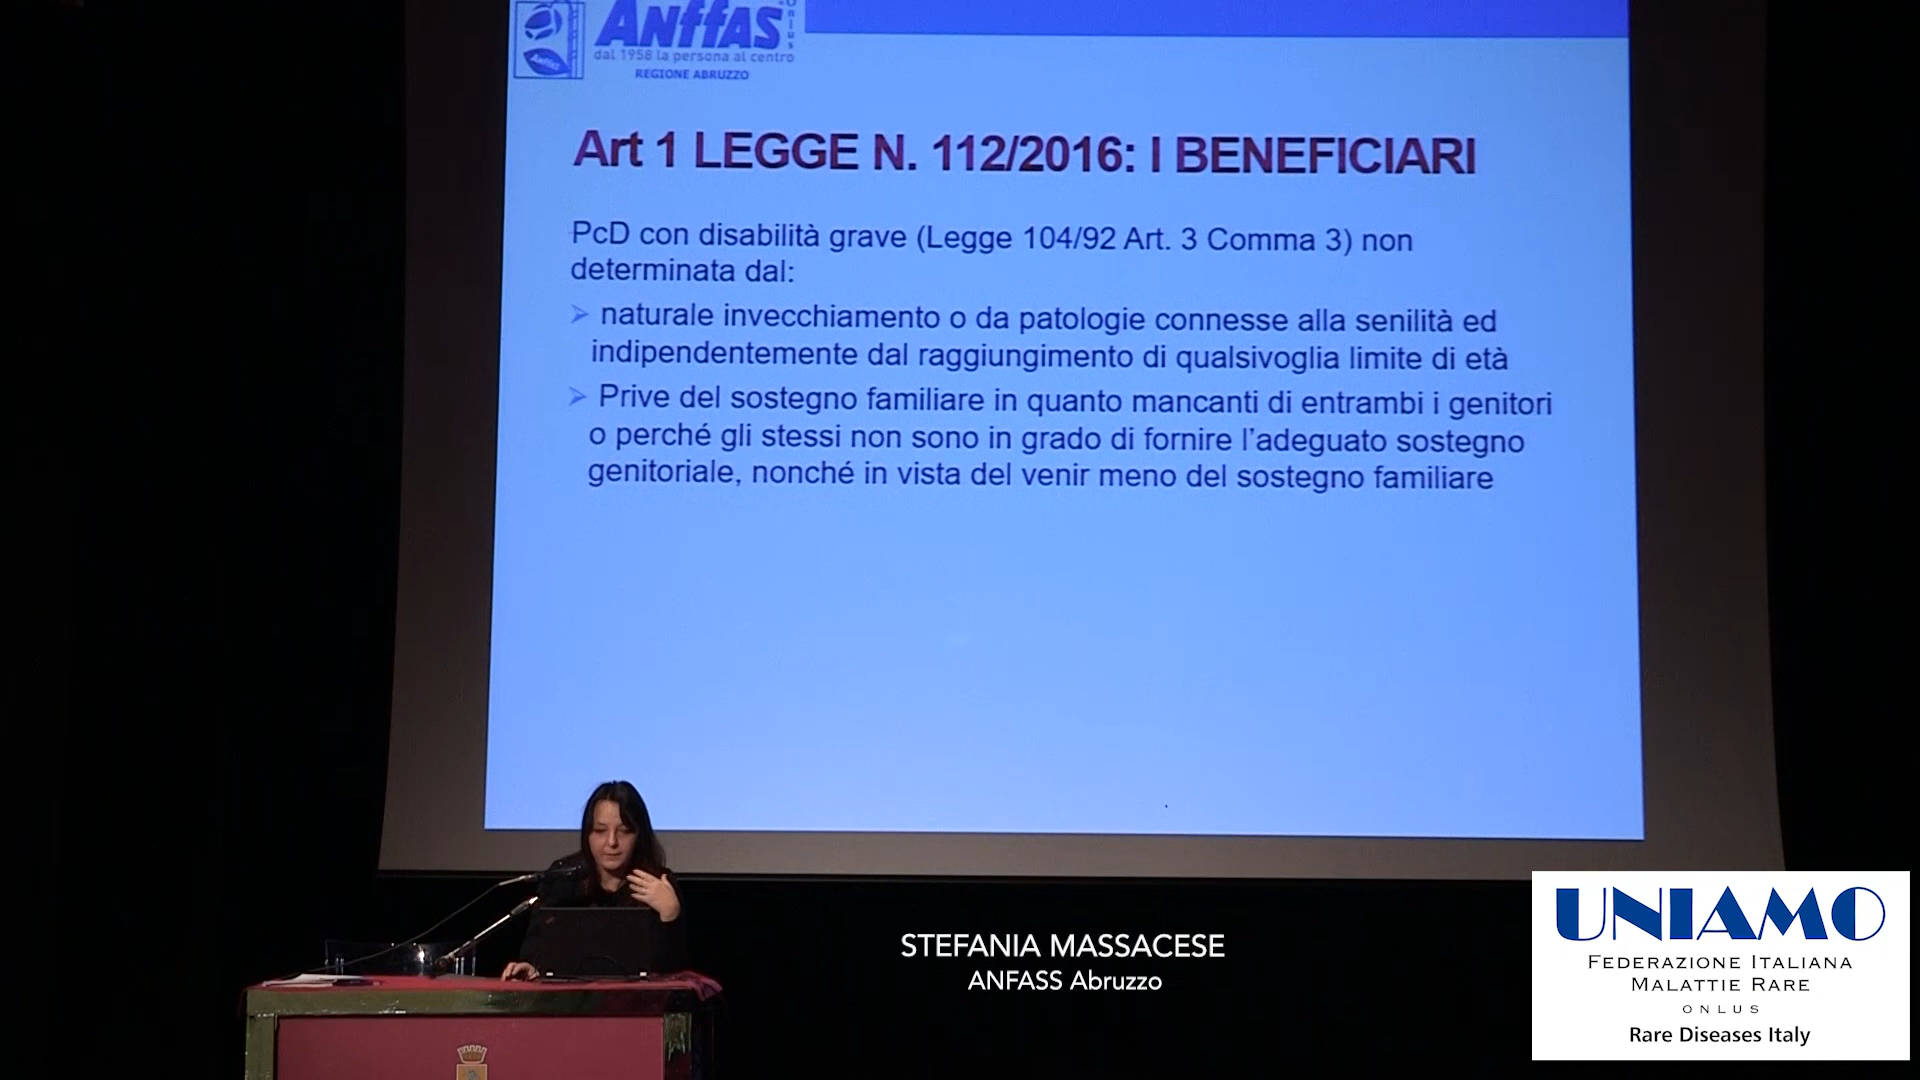 Anffas
Onlus
dal 1958 la persona al centro
REGIONE ABRUZZO
Art 1 LEGGE N. 112/2016: I BENEFICIARI
PcD con disabilità grave (Legge 104/92 Art. 3 Comma 3) non
determinata dal:
naturale invecchiamento o da patologie connesse alla senilità ed
indipendentemente dal raggiungimento di qualsivoglia limite di età
Prive del sostegno familiare in quanto mancanti di entrambi i genitori
o perché gli stessi non sono in grado di fornire l'adeguato sostegno
genitoriale, nonché in vista del venir meno del sostegno familiare
STEFANIA MASSACESE
ANFASS Abruzzo
UNIAMO
FEDERAZIONE ITALIANA
MALATTIE RARE
ONLUS
Rare Diseases Italy